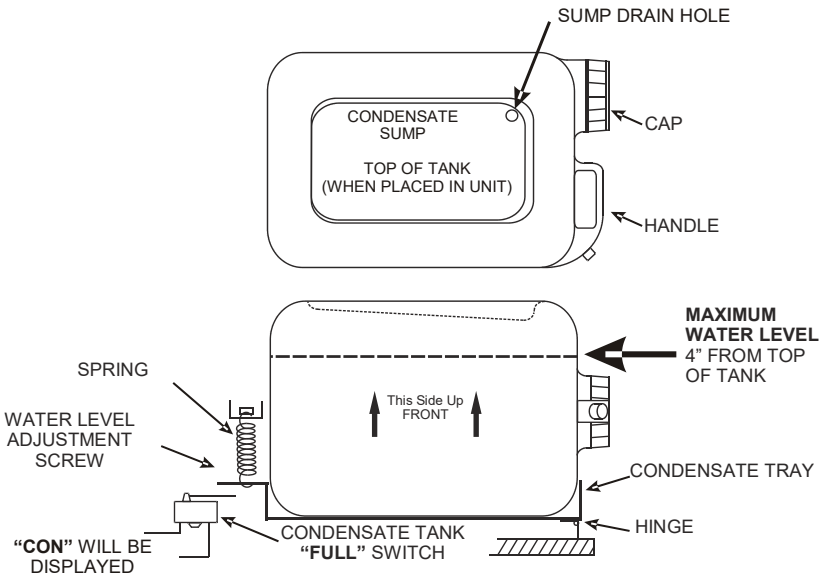 SUMP DRAIN HOLE
CONDENSATE
SUMP
TOP OF TANK
(WHEN PLACED IN UNIT)
CAP
HANDLE
MAXIMUM
WATER LEVEL
4” FROM TOP
OF TANK
SPRING
This Side Up
FRONT
WATER LEVEL
ADJUSTMENT
SCREW
CONDENSATE TRAY
HINGE
CONDENSATE TANK
“FULL” SWITCH
“CON” WILL BE
DISPLAYED